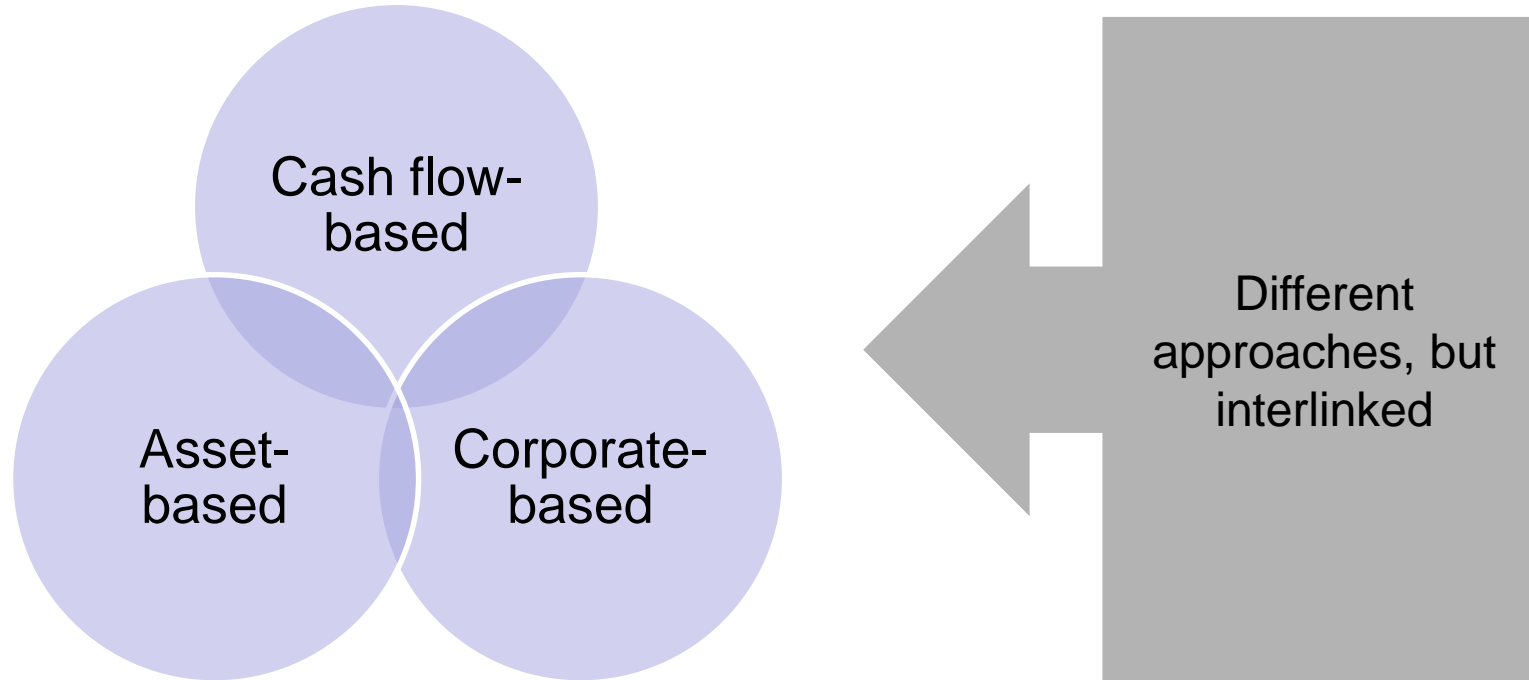 Cash flow-
based
Asset-
based
Corporate-
based
Different
approaches, but
interlinked